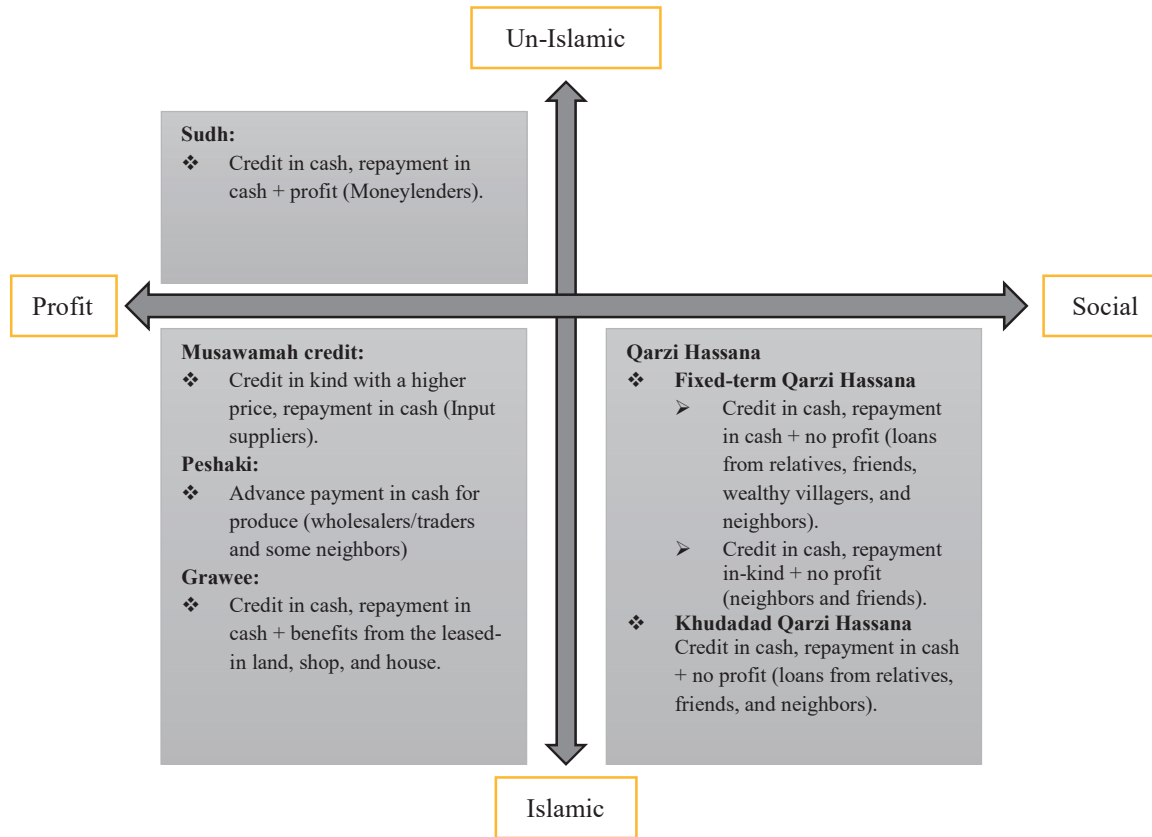 Un-Islamic
Sudh:
❖ Credit in cash, repayment in
cash + profit (Moneylenders).
Profit
Social
Musawamah credit:
❖ Credit in kind with a higher
price, repayment in cash (Input
suppliers).
Peshaki:
❖ Advance payment in cash for
produce (wholesalers/traders
and some neighbors)
Grawee:
❖ Credit in cash, repayment in
cash + benefits from the leased-
in land, shop, and house.
Qarzi Hassana
❖ Fixed-term Qarzi Hassana
➢ Credit in cash, repayment
in cash + no profit (loans
from relatives, friends,
wealthy villagers, and
neighbors).
➢ Credit in cash, repayment
in-kind + no profit
(neighbors and friends).
❖ Khudadad Qarzi Hassana
Credit in cash, repayment in cash
+ no profit (loans from relatives,
friends, and neighbors).
Islamic